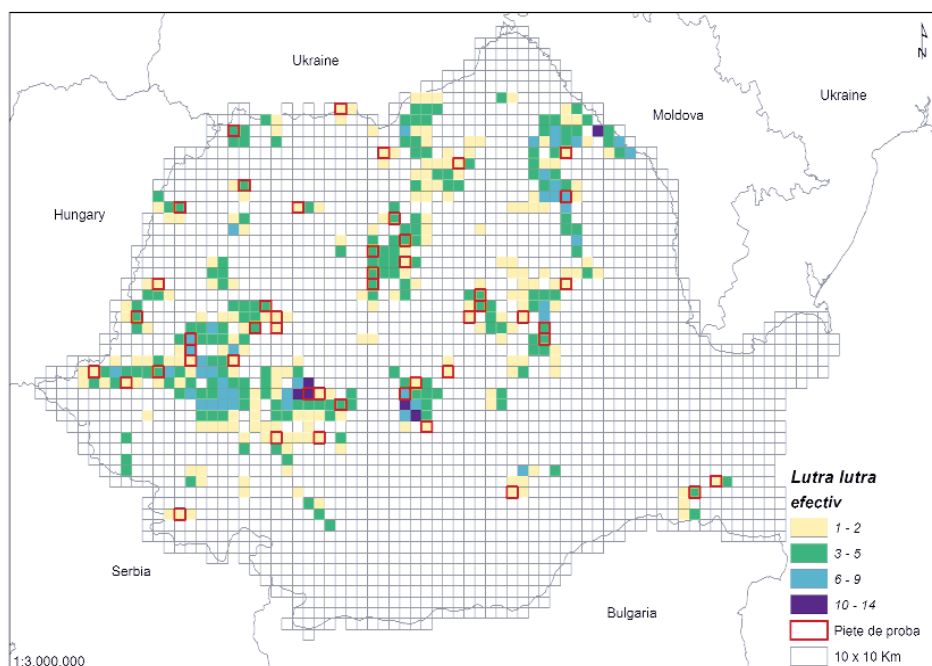 Ukraine
N
Ukraine
Moldova
Hungary
Lutra lutra
efectiv
1 - 2
3 - 5
6 - 9
10 - 14
Piete de proba
10 x 10 Km
Serbia
Bulgaria
1:3.000.000